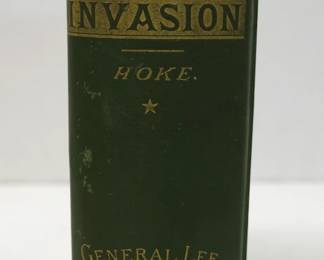 INVASION
HOKE.
GENERAL LEE